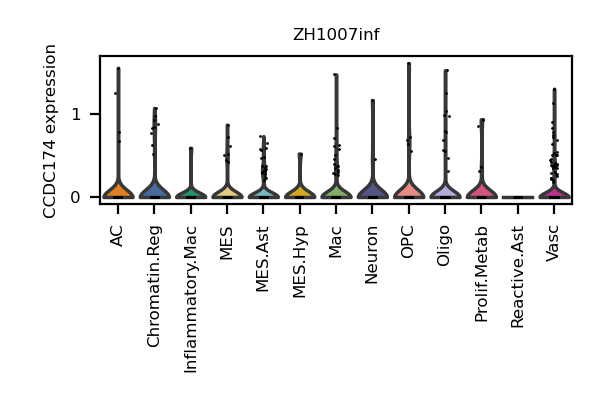 ZH1007inf
CCDC174 expression
1
0
AC
Chromatin.Reg
Inflammatory.Mac
MES
MES.Ast
MES.Hyp
Mac
Neuron
OPC
Oligo
Prolif.Metab
Reactive.Ast
Vasc